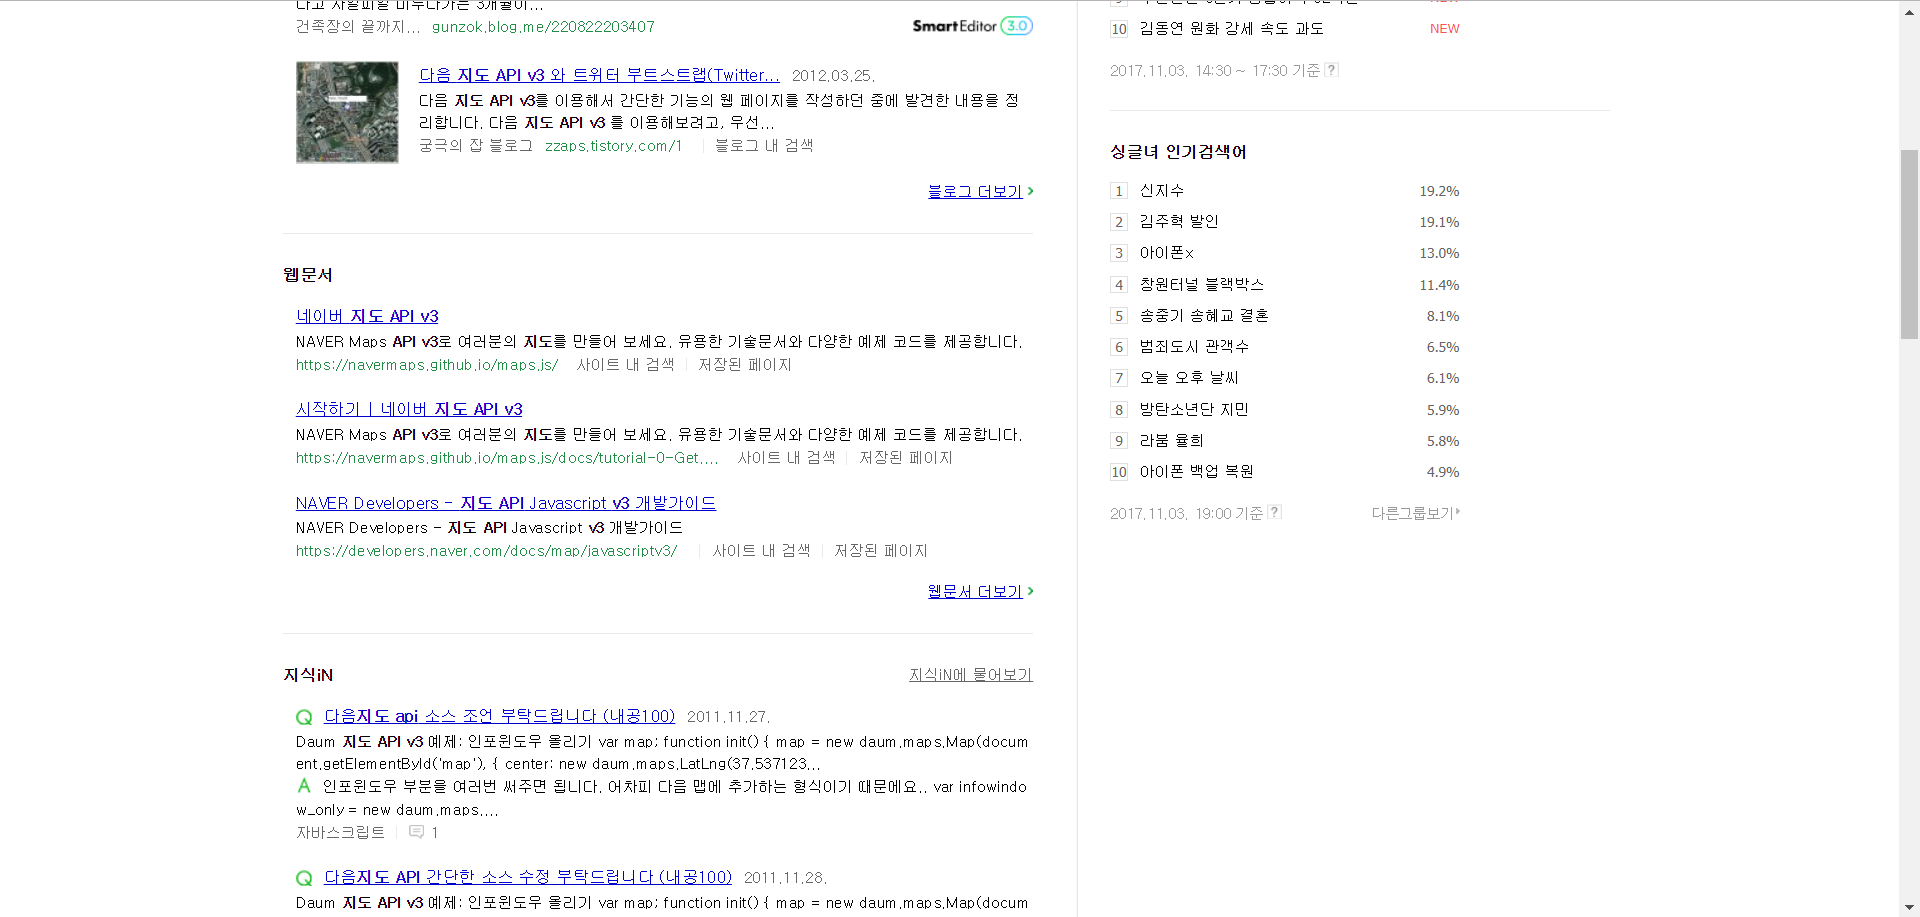 건족장의 끝까지... gunzok.blog.me/220822203407
SmartEditor 3.0
다음 지도 API v3 와 트위터 부트스트랩(Twitter... 2012.03.25.
다음 지도 API v3를 이용해서 간단한 기능의 웹 페이지를 작성하던 중에 발견한 내용을 정
리합니다. 다음 지도 API v3 를 이용해보려고, 우선...
궁극의 잡 블로그 zzaps.tistory.com/1 블로그 내 검색
블로그 더보기
웹문서
네이버 지도 API v3
NAVER Maps API v3로 여러분의 지도를 만들어 보세요. 유용한 기술문서와 다양한 예제 코드를 제공합니다.
https://navermaps.github.io/maps.js/ 사이트 내 검색 저장된 페이지
시작하기 | 네이버 지도 API v3
NAVER Maps API v3로 여러분의 지도를 만들어 보세요. 유용한 기술문서와 다양한 예제 코드를 제공합니다.
https://navermaps.github.io/maps.js/docs/tutorial-0-Get.... 사이트 내 검색 저장된 페이지
NAVER Developers - 지도 API Javascript v3 개발가이드
NAVER Developers - 지도 API Javascript v3 개발가이드
https://developers.naver.com/docs/map/javascriptv3/ 사이트 내 검색 저장된 페이지
웹문서 더보기
지식iN
지식iN에 물어보기
Q 다음지도 api 소스 조언 부탁드립니다 (내공100) 2011.11.27.
Daum 지도 API v3 예제: 인포윈도우 올리기 var map; function init() { map = new daum.maps.Map(docum
ent.getElementById('map'), { center: new daum.maps.LatLng(37.537123...
A 인포윈도우 부분을 여러번 써주면 됩니다. 어차피 다음 맵에 추가하는 형식이기 때문에요.. var infowindo
w_only = new daum.maps....
자바스크립트 1
Q 다음지도 API 간단한 소스 수정 부탁드립니다 (내공100) 2011.11.28.
Daum 지도 API v3 예제: 인포윈도우 올리기 var map; function init() { map = new daum.maps.Map(docum
10 김동연 원화 강세 속도 과도 NEW
2017.11.03. 14:30 ~ 17:30 기준 ?
싱글녀 인기검색어
1 신지수 19.2%
2 김주혁 발인 19.1%
3 아이폰x 13.0%
4 창원터널 블랙박스 11.4%
5 송중기 송혜교 결혼 8.1%
6 범죄도시 관객수 6.5%
7 오늘 오후 날씨 6.1%
8 방탄소년단 지민 5.9%
9 라붐 율희 5.8%
10 아이폰 백업 복원 4.9%
2017.11.03. 19:00 기준 ? 다른그룹보기